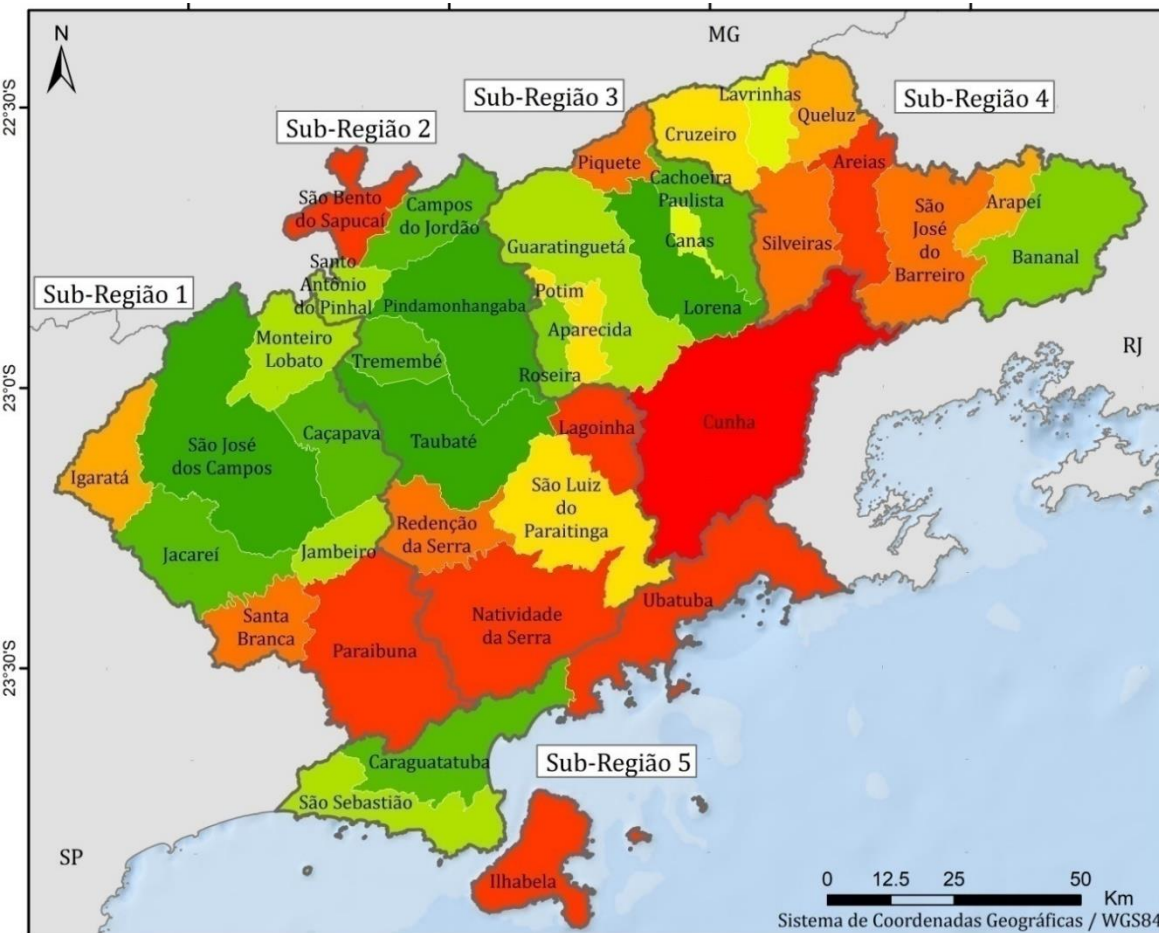 N
MG
22°30'S
Sub-Região 3
Lavrinhas
Sub-Região 4
Queluz
Sub-Região 2
Cruzeiro
Piquete
Areias
São Bento
do Sapucaí
Campos
do Jordão
Cachoeira
Paulista
São
José
do
Barreiro
Arapeí
Guaratinguetá
Canas
Silveiras
Bananal
Santo
Antônio
do Pinhal
Sub-Região 1
Pindamonhangaba
Potim
Lorena
Monteiro
Lobato
Aparecida
Tremembé
RJ
Roseira
23°0'S
Caçapava
Taubaté
Lagoinha
Cunha
São José
dos Campos
Igaratá
São Luiz
do
Paraitinga
Redenção
da Serra
Jacareí
Jambeiro
Ubatuba
Santa
Branca
Natividade
da Serra
Paraibuna
23°30'S
Caraguatatuba
Sub-Região 5
São Sebastião
SP
Ilhabela
0 12.5 25 50
Km
Sistema de Coordenadas Geográficas / WGS84